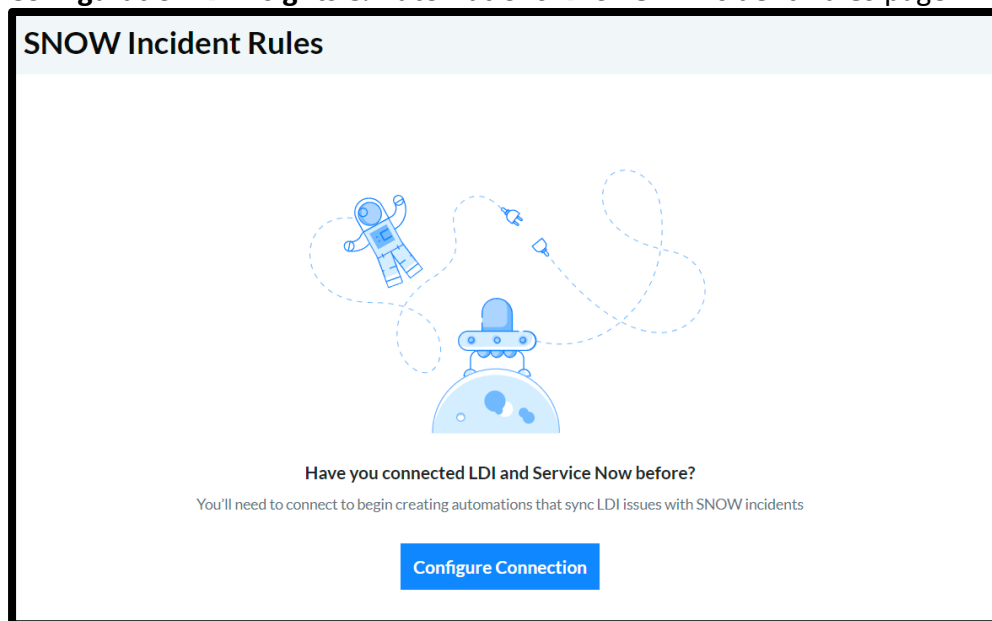 SNOW Incident Rules
Have you connected LDI and Service Now before?
You'll need to connect to begin creating automations that sync LDI issues with SNOW incidents
Configure Connection